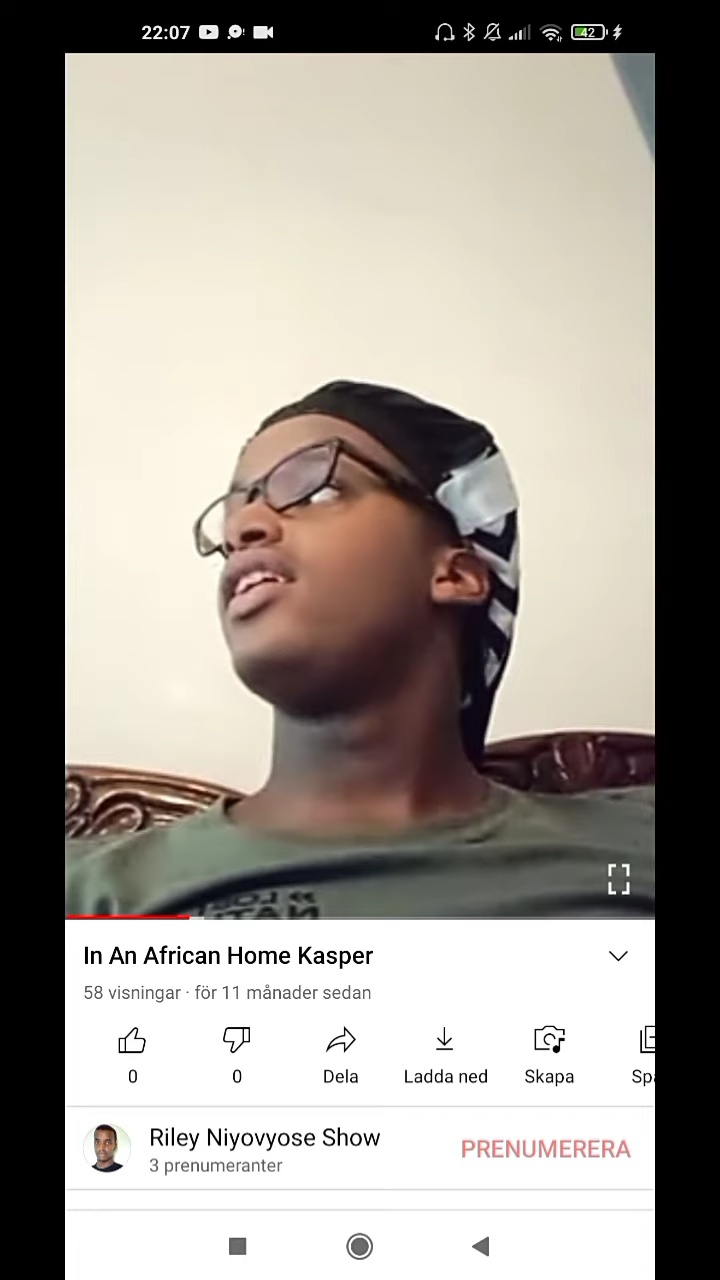 22:07
42
In An African Home Kasper
58 visningar · för 11 månader sedan
0
0
Dela
Ladda ned
Skapa
Riley Niyovyose Show
3 prenumeranter
PRENUMERERA